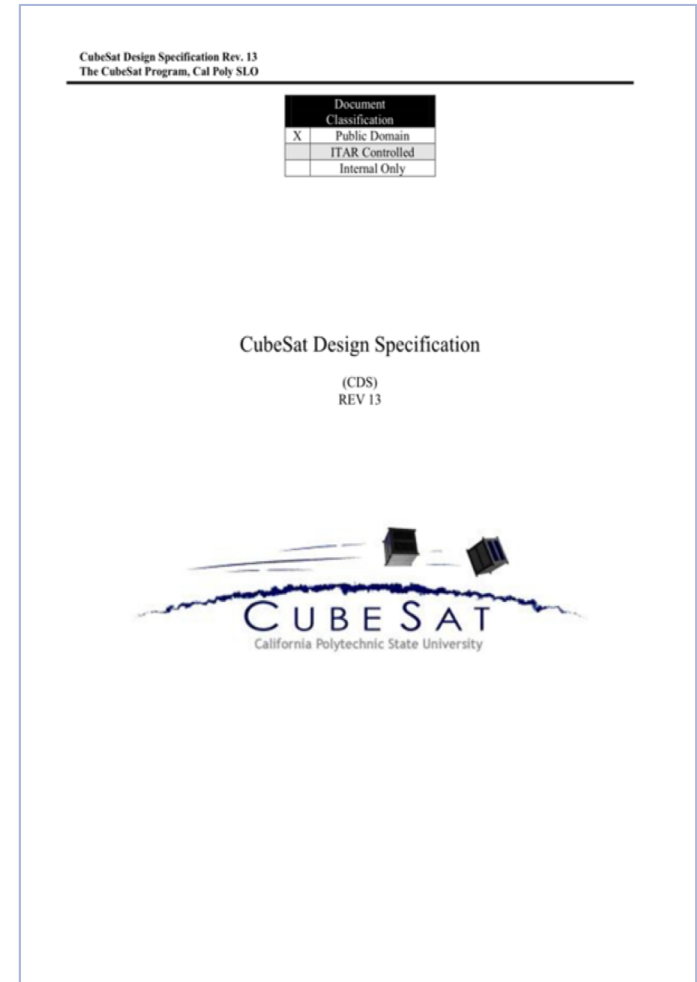 CubeSat Design Specification Rev. 13
The CubeSat Program, Cal Poly SLO
Document
Classification
X Public Domain
ITAR Controlled
Internal Only
CubeSat Design Specification
(CDS)
REV 13
CUBESAT
California Polytechnic State University